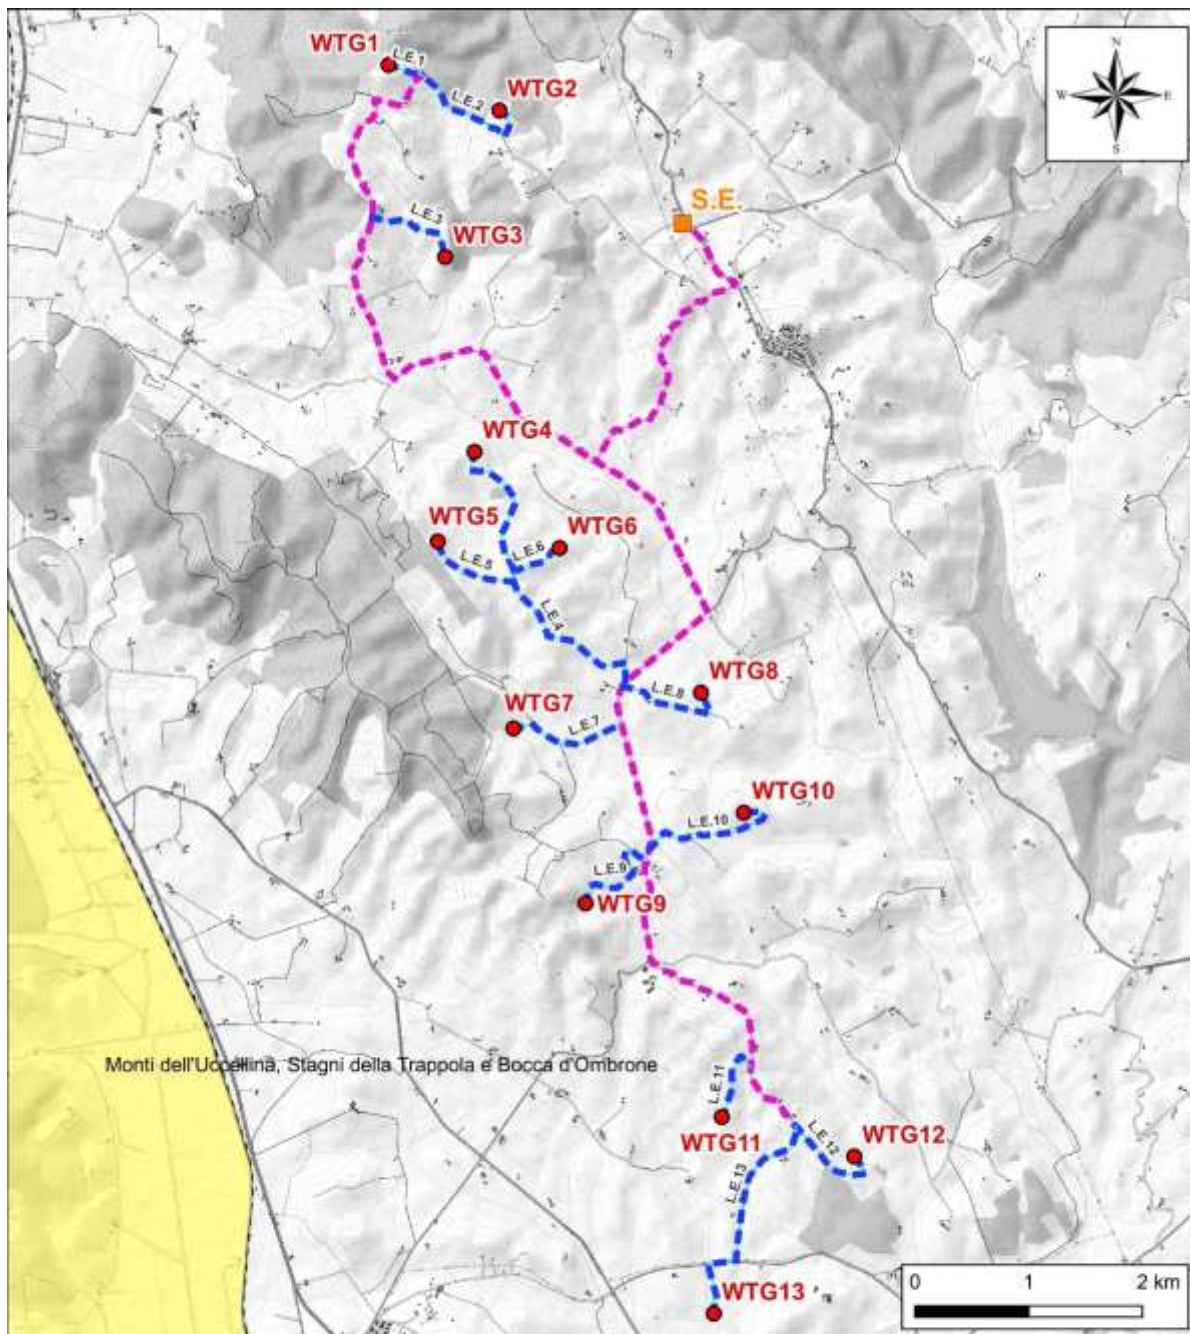 WTG1
L.E.1
N
WTG2
L.E.2
W
E
S
S.E.
L.E.3
WTG3
WTG4
WTG5
WTG6
L.E.6
L.E.5
L.E.4
WTG8
L.E.8
WTG7
L.E.7
WTG10
L.E.10
L.E.9
WTG9
Monti dell'Uccellina, Stagni della Trappola e Bocca d'Ombrone
L.E.11
WTG11
L.E.12
WTG12
L.E.13
0 1 2 km
WTG13